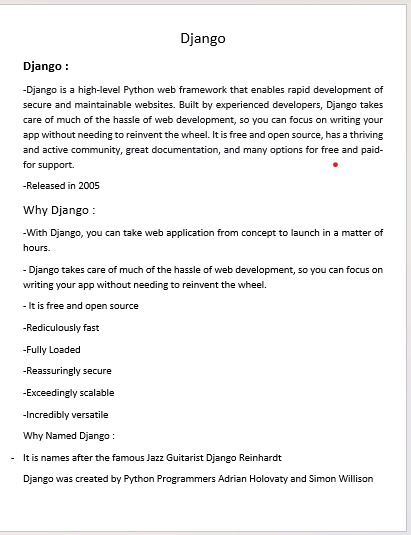 Django
Django :
-Django is a high-level Python web framework that enables rapid development of
secure and maintainable websites. Built by experienced developers, Django takes
care of much of the hassle of web development, so you can focus on writing your
app without needing to reinvent the wheel. It is free and open source, has a thriving
and active community, great documentation, and many options for free and paid-
for support.
-Released in 2005
Why Django :
-With Django, you can take web application from concept to launch in a matter of
hours.
- Django takes care of much of the hassle of web development, so you can focus on
writing your app without needing to reinvent the wheel.
- It is free and open source
-Rediculously fast
-Fully Loaded
-Reassuringly secure
-Exceedingly scalable
-Incredibly versatile
Why Named Django :
- It is names after the famous Jazz Guitarist Django Reinhardt
Django was created by Python Programmers Adrian Holovaty and Simon Willison